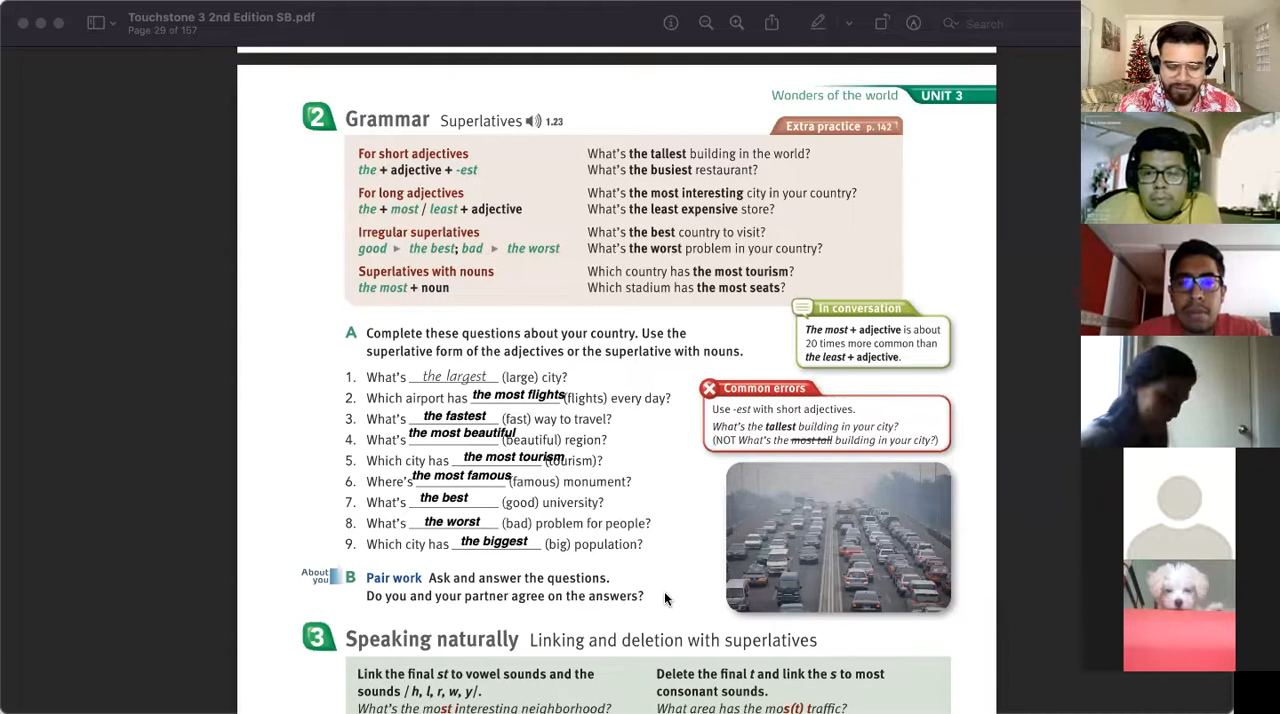 Touchstone 3 2nd Edition SB.pdf
Page 29 of 157
Search
Wonders of the world UNIT 3
2 Grammar Superlatives 1.23
Extra practice p. 142
For short adjectives What's the tallest building in the world?
the + adjective + -est What's the busiest restaurant?
For long adjectives What's the most interesting city in your country?
the + most / least + adjective What's the least expensive store?
Irregular superlatives What's the best country to visit?
good ► the best; bad ► the worst What's the worst problem in your country?
Superlatives with nouns Which country has the most tourism?
the most + noun Which stadium has the most seats?
In conversation
The most + adjective is about
20 times more common than
the least + adjective.
A Complete these questions about your country. Use the
superlative form of the adjectives or the superlative with nouns.
1. What's the largest (large) city?
2. Which airport has the most flights (flights) every day?
3. What's the fastest (fast) way to travel?
4. What's the most beautiful (beautiful) region?
5. Which city has the most tourism (tourism)?
6. Where's the most famous (famous) monument?
7. What's the best (good) university?
8. What's the worst (bad) problem for people?
9. Which city has the biggest (big) population?
Common errors
Use -est with short adjectives.
What's the tallest building in your city?
(NOT What's the most tall building in your city?)
About
you
B Pair work Ask and answer the questions.
Do you and your partner agree on the answers?
3 Speaking naturally Linking and deletion with superlatives
Link the final st to vowel sounds and the
sounds / h, l, r, w, y/.
What's the most interesting neighborhood?
Delete the final t and link the s to most
consonant sounds.
What area has the mos(t) traffic?